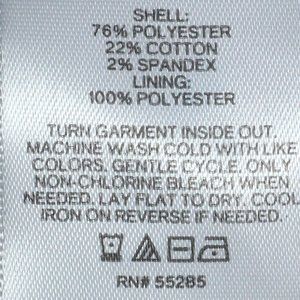 SHELL:
76% POLYESTER
22% COTTON
2% SPANDEX
LINING:
100% POLYESTER
TURN GARMENT INSIDE OUT.
MACHINE WASH COLD WITH LIKE
COLORS, GENTLE CYCLE. ONLY
NON-CHLORINE BLEACH WHEN
NEEDED. LAY FLAT TO DRY. COOL
IRON ON REVERSE IF NEEDED.
RN# 55285